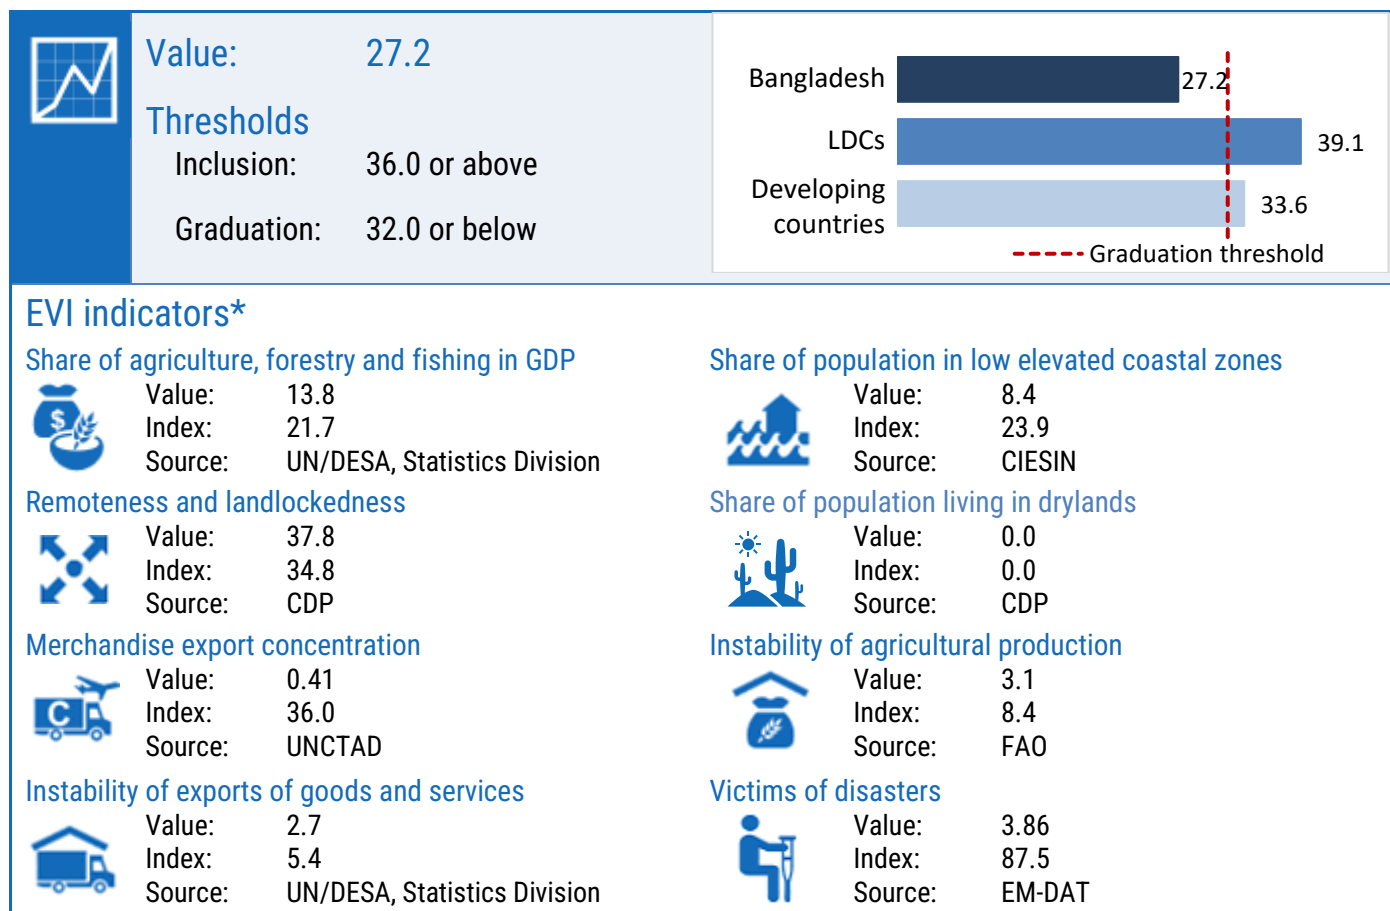 Value: 27.2
Thresholds
Inclusion: 36.0 or above
Graduation: 32.0 or below
Bangladesh 27.2
LDCs 39.1
Developing
countries 33.6
Graduation threshold
EVI indicators*
Share of agriculture, forestry and fishing in GDP
$
Value: 13.8
Index: 21.7
Source: UN/DESA, Statistics Division
Remoteness and landlockedness
Value: 37.8
Index: 34.8
Source: CDP
Merchandise export concentration
C
Value: 0.41
Index: 36.0
Source: UNCTAD
Instability of exports of goods and services
Value: 2.7
Index: 5.4
Source: UN/DESA, Statistics Division
Share of population in low elevated coastal zones
Value: 8.4
Index: 23.9
Source: CIESIN
Share of population living in drylands
Value: 0.0
Index: 0.0
Source: CDP
Instability of agricultural production
Value: 3.1
Index: 8.4
Source: FAO
Victims of disasters
Value: 3.86
Index: 87.5
Source: EM-DAT